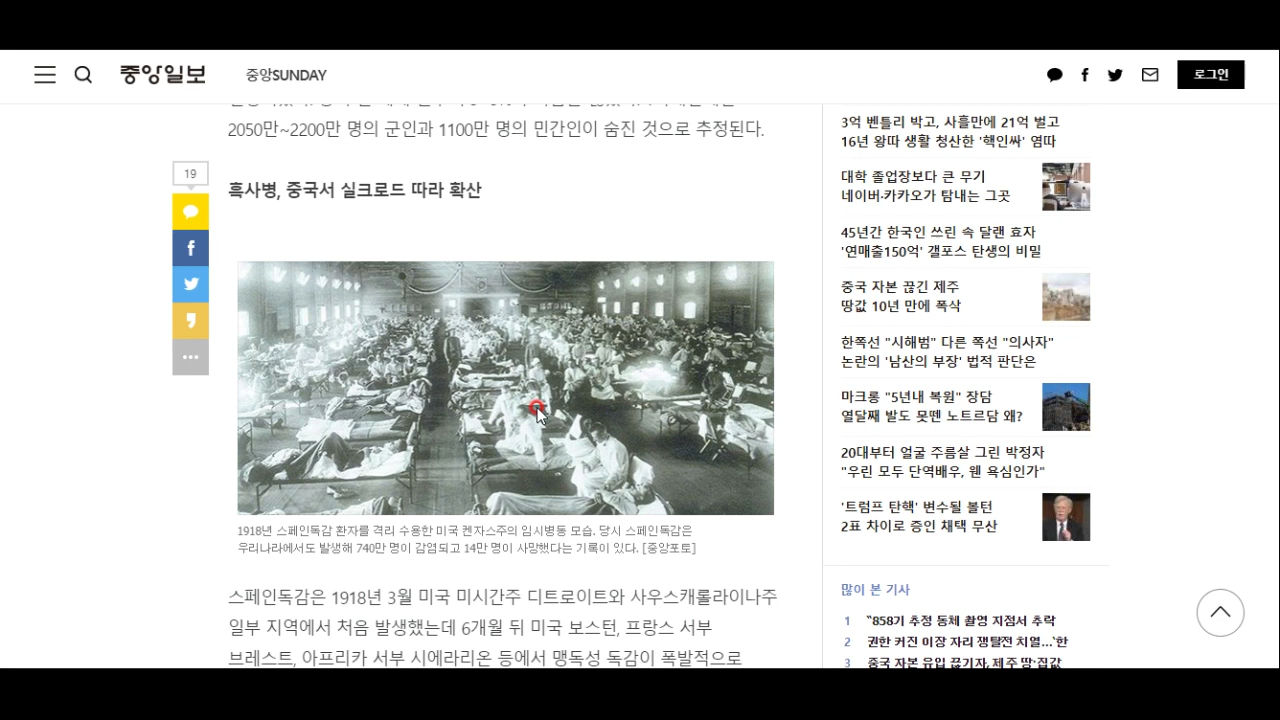 중앙일보
중앙SUNDAY
로그인
2050만~2200만 명의 군인과 1100만 명의 민간인이 숨진 것으로 추정된다.
19
흑사병, 중국서 실크로드 따라 확산
1918년 스페인독감 환자를 격리 수용한 미국 켄자스주의 임시병동 모습. 당시 스페인독감은
우리나라에서도 발생해 740만 명이 감염되고 14만 명이 사망했다는 기록이 있다. [중앙포토]
스페인독감은 1918년 3월 미국 미시간주 디트로이트와 사우스캐롤라이나주
일부 지역에서 처음 발생했는데 6개월 뒤 미국 보스턴, 프랑스 서부
브레스트, 아프리카 서부 시에라리온 등에서 맹독성 독감이 폭발적으로
3억 벤틀리 박고, 사흘만에 21억 벌고
16년 왕따 생활 청산한 '핵인싸' 염따
대학 졸업장보다 큰 무기
네이버·카카오가 탐내는 그곳
45년간 한국인 쓰린 속 달랜 효자
'연매출150억' 갤포스 탄생의 비밀
중국 자본 끊긴 제주
땅값 10년 만에 폭삭
한쪽선 "시해범" 다른 쪽선 "의사자"
논란의 '남산의 부장' 법적 판단은
마크롱 "5년내 복원" 장담
열달째 발도 못뗀 노트르담 왜?
20대부터 얼굴 주름살 그린 박정자
"우린 모두 단역배우, 웬 욕심인가"
'트럼프 탄핵' 변수될 볼턴
2표 차이로 증인 채택 무산
많이 본 기사
1 "858기 추정 동체 촬영 지점서 추락
2 권한 커진 이장 자리 쟁탈전 치열…'한
3 중국 자본 유입 끊기자, 제주 땅·집값